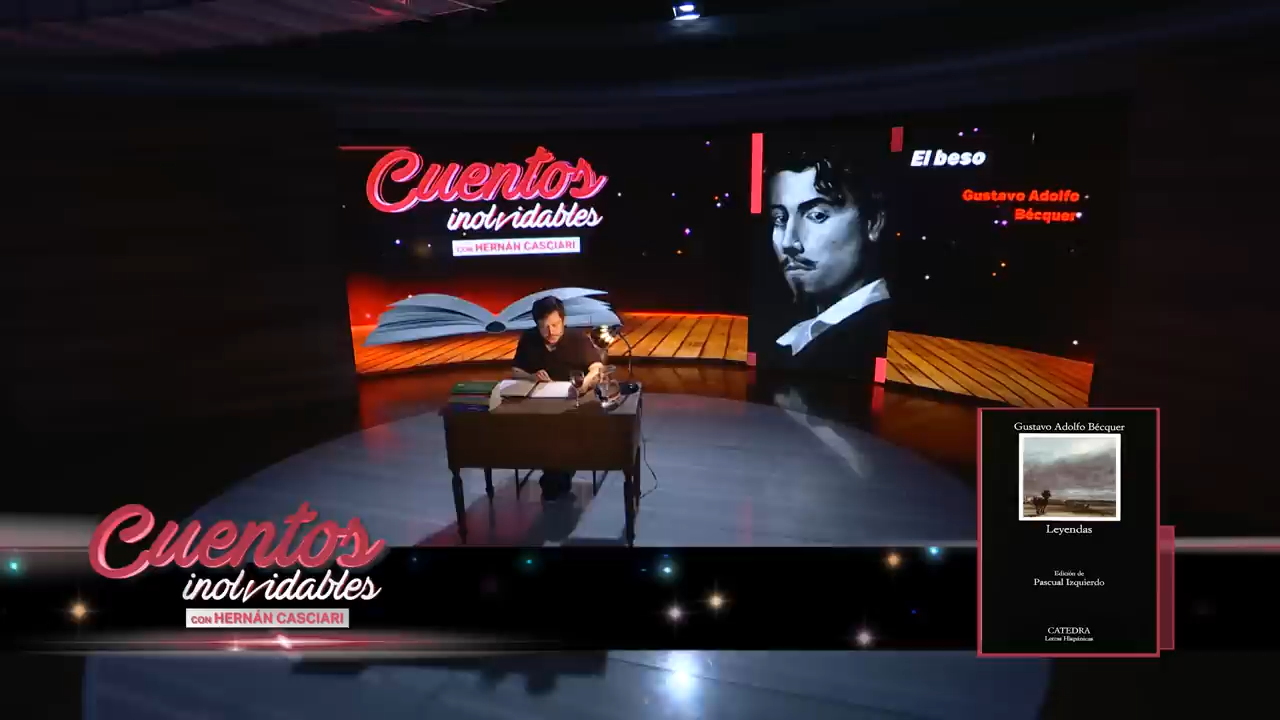 Cuentos
inolvidables
CON HERNÁN CASCIARI
El beso
Gustavo Adolfo
Bécquer
Gustavo Adolfo Bécquer
Leyendas
Edición de
Pascual Izquierdo
CATEDRA
Letras Hispánicas
Cuentos
inolvidables
CON HERNÁN CASCIARI